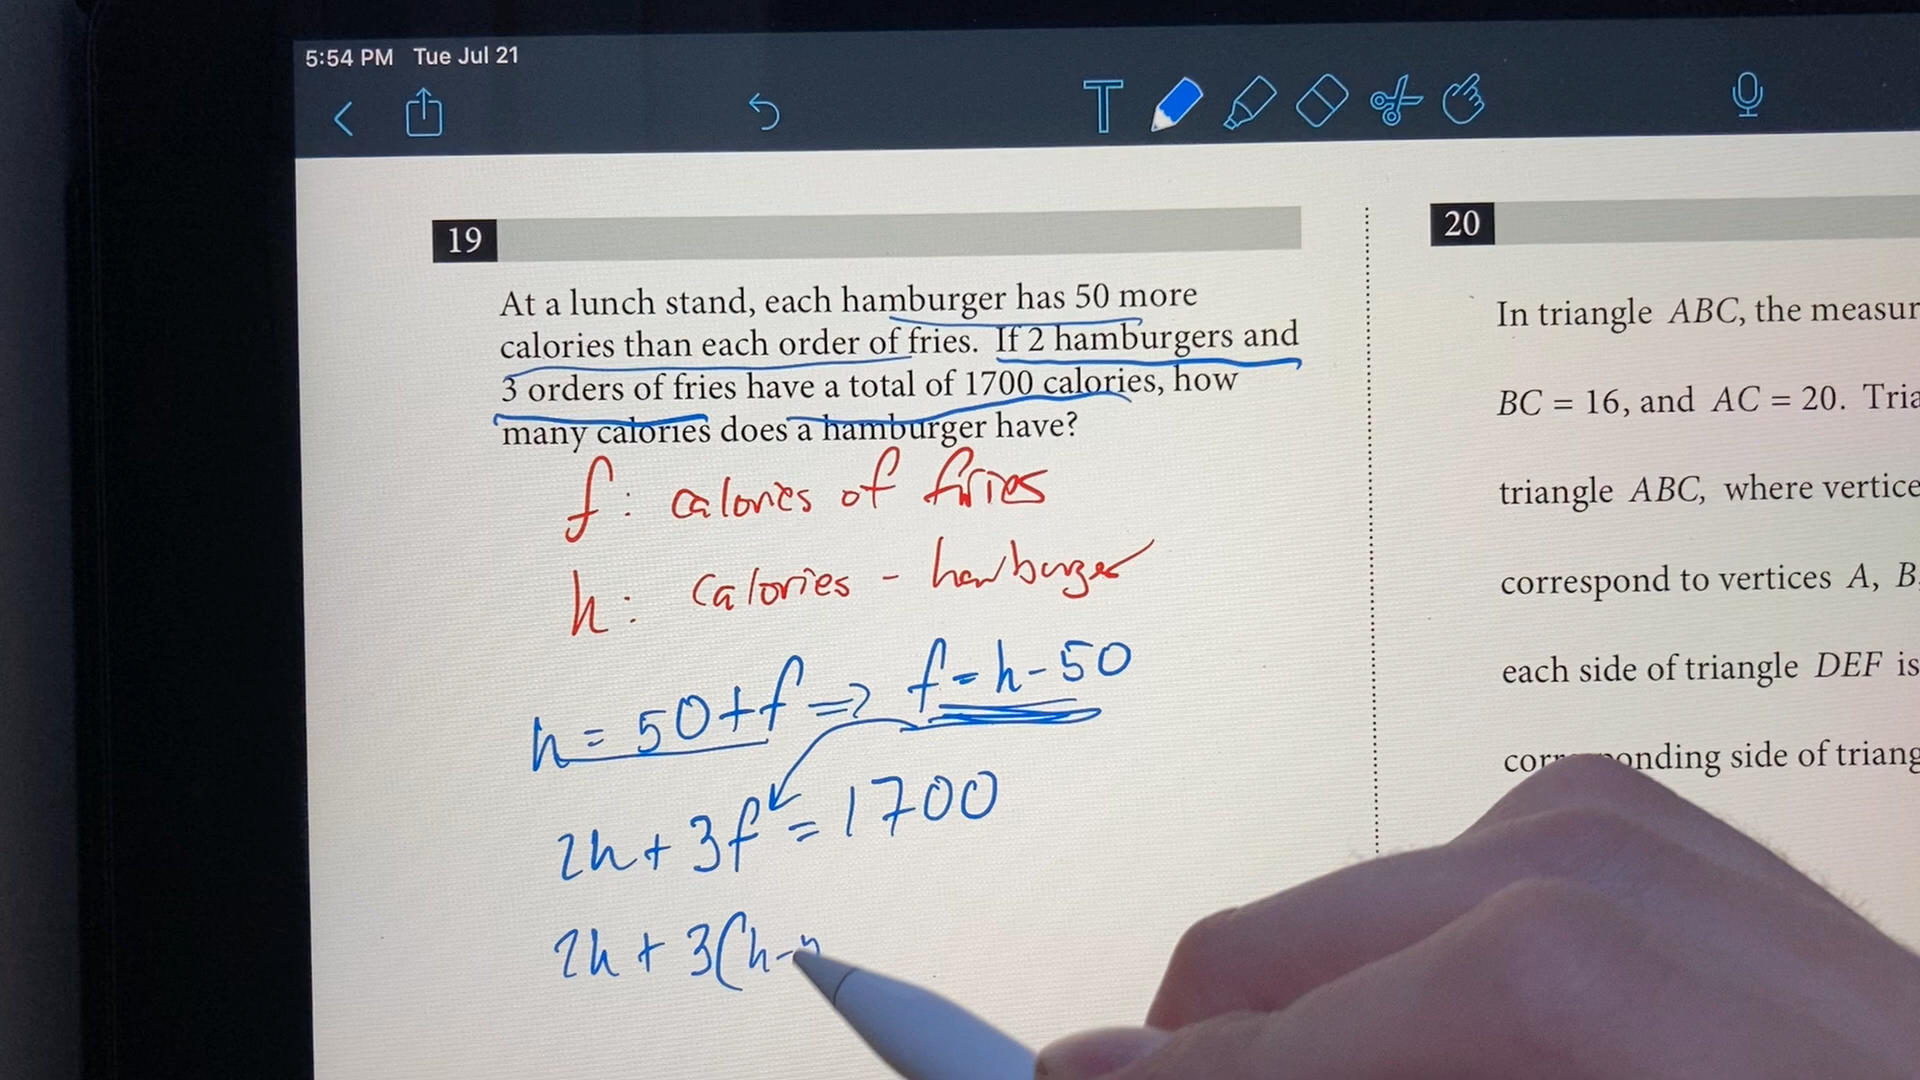 5:54 PM Tue Jul 21
T
19
At a lunch stand, each hamburger has 50 more
calories than each order of fries. If 2 hamburgers and
3 orders of fries have a total of 1700 calories, how
many calories does a hamburger have?
f: calories of fries
h: calories - hamburger
h = 50+f ⇒ f = h - 50
2h + 3f = 1700
2h + 3(h-
20
In triangle ABC, the measur
BC = 16, and AC = 20. Tria
triangle ABC, where vertice
correspond to vertices A, B,
each side of triangle DEF is
corresponding side of triang